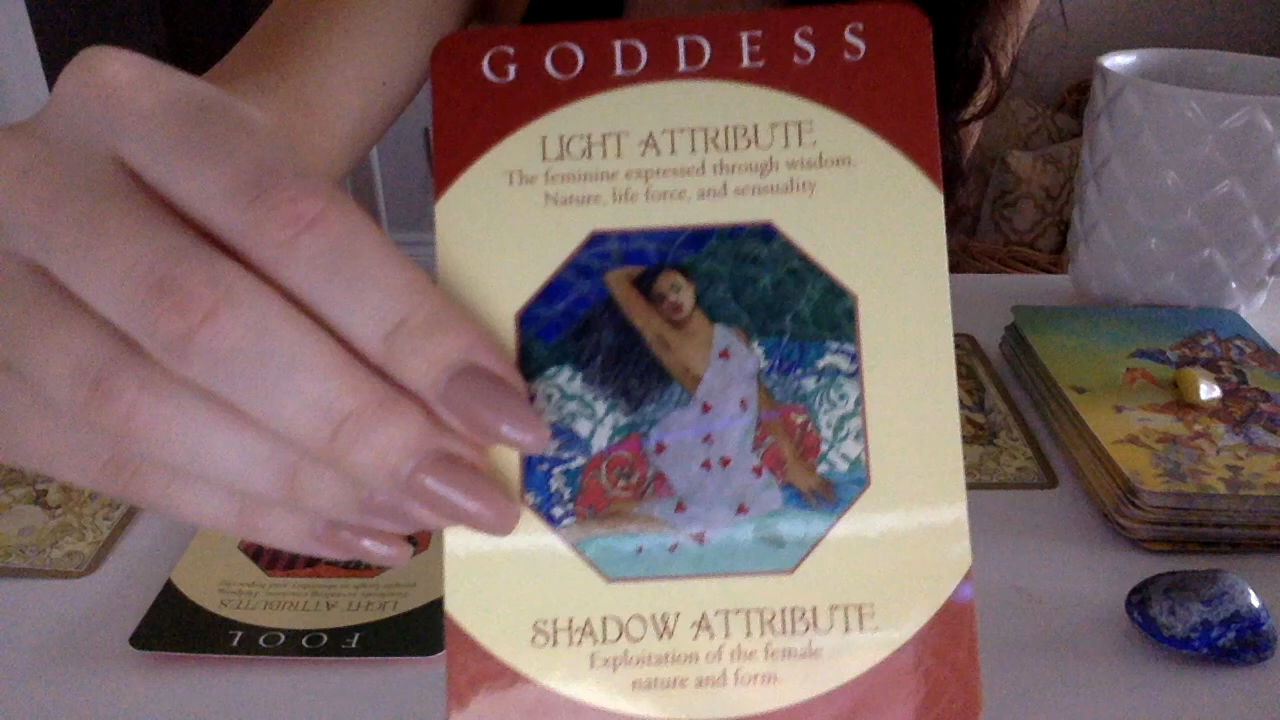 GODDESS
LIGHT ATTRIBUTE
The feminine expressed through wisdom.
Nature, life force, and sensuality
SHADOW ATTRIBUTE
Exploitation of the female
nature and form.
FOOL
LIGHT ATTRIBUTES